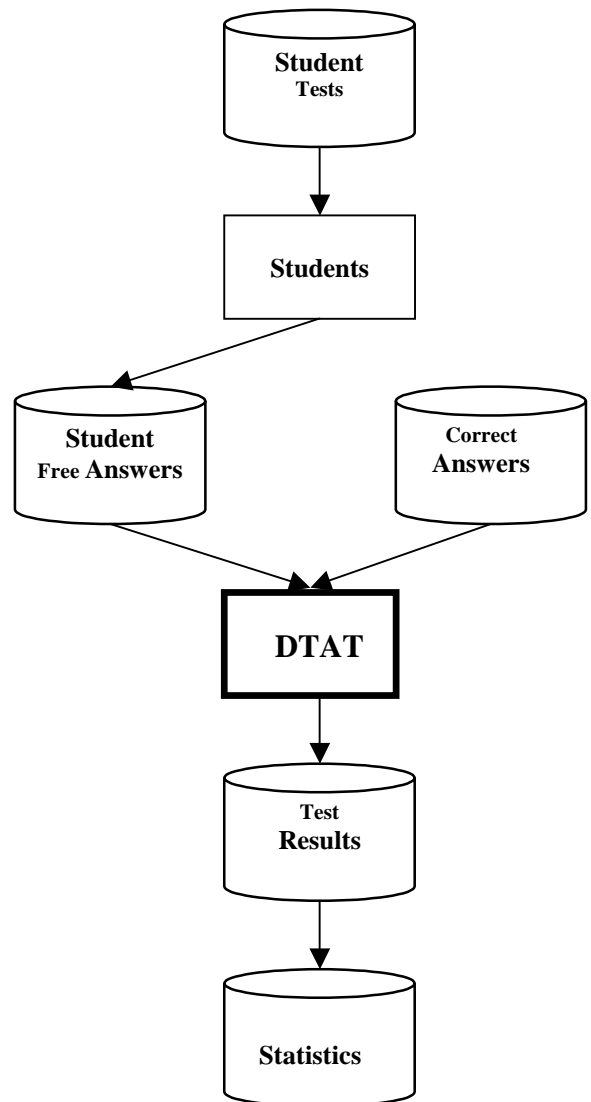 Student
Tests
Students
Student
Free Answers
Correct
Answers
DTAT
Test
Results
Statistics